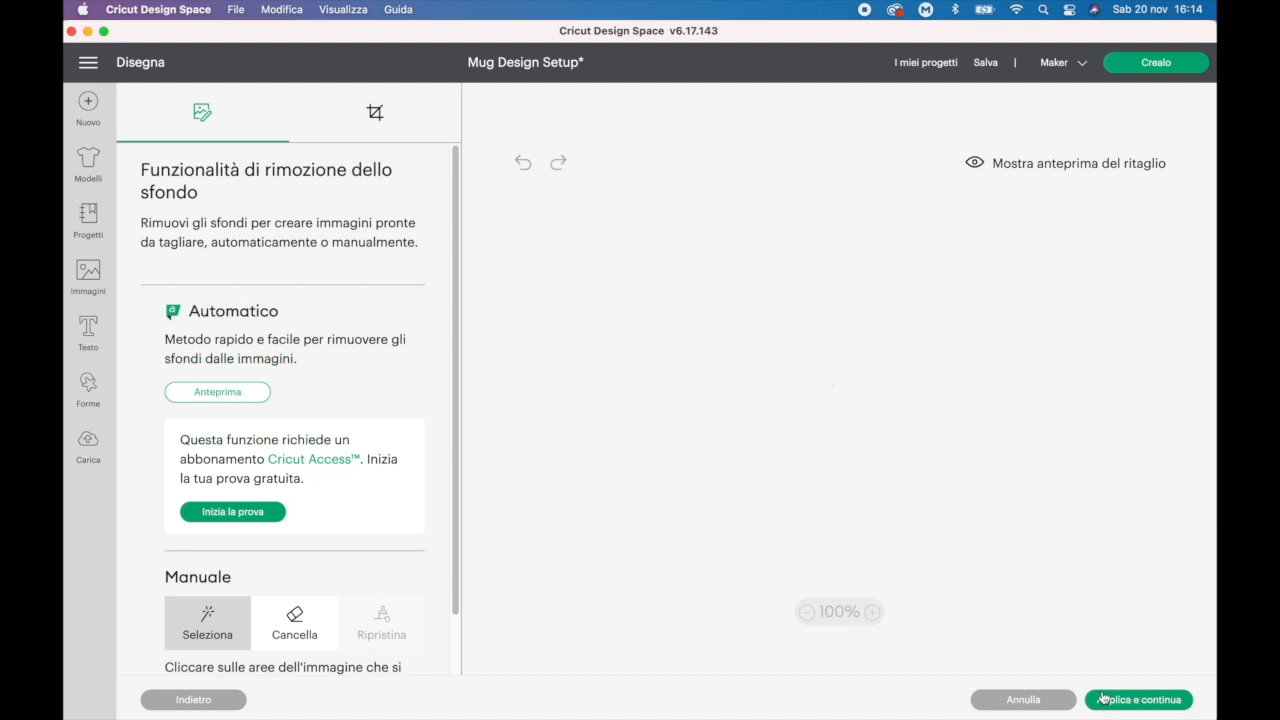 Cricut Design Space File Modifica Visualizza Guida Sab 20 nov 16:14
Cricut Design Space v6.17.143
Disegna Mug Design Setup* I miei progetti Salva | Maker Crealo
Nuovo
Modelli
Progetti
Immagini
Testo
Forme
Carica
Funzionalità di rimozione dello
sfondo
Rimuovi gli sfondi per creare immagini pronte
da tagliare, automaticamente o manualmente.
Automatico
Metodo rapido e facile per rimuovere gli
sfondi dalle immagini.
Anteprima
Questa funzione richiede un
abbonamento Cricut Access™. Inizia
la tua prova gratuita.
Inizia la prova
Manuale
Seleziona Cancella Ripristina
Cliccare sulle aree dell'immagine che si
Mostra anteprima del ritaglio
100%
Indietro Annulla Applica e continua